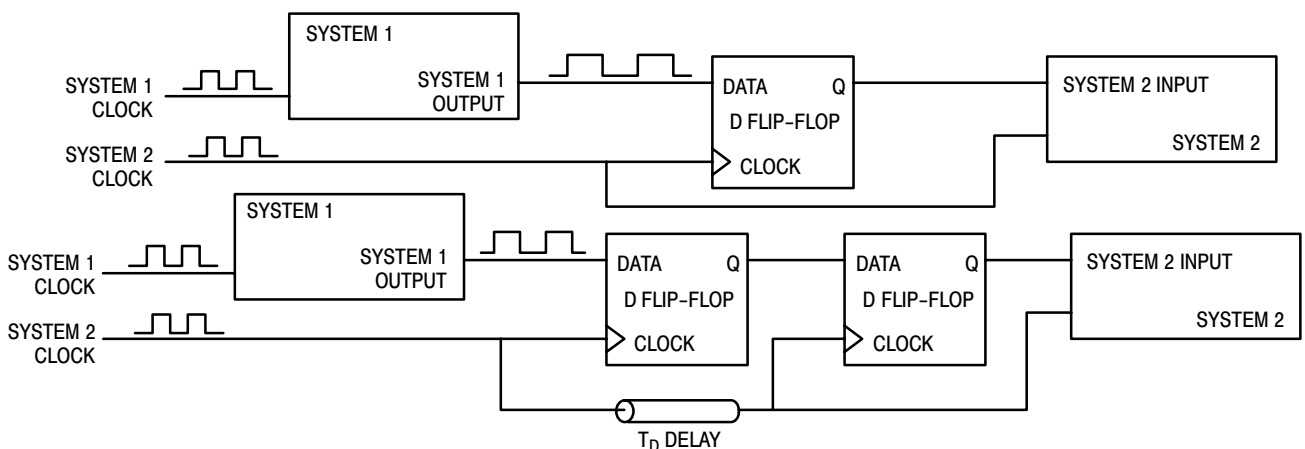 SYSTEM 1
SYSTEM 1
OUTPUT
SYSTEM 1
CLOCK
SYSTEM 2
CLOCK
DATA Q
D FLIP-FLOP
CLOCK
SYSTEM 2 INPUT
SYSTEM 2
SYSTEM 1
SYSTEM 1
OUTPUT
SYSTEM 1
CLOCK
SYSTEM 2
CLOCK
DATA Q
D FLIP-FLOP
CLOCK
DATA Q
D FLIP-FLOP
CLOCK
SYSTEM 2 INPUT
SYSTEM 2
TD DELAY